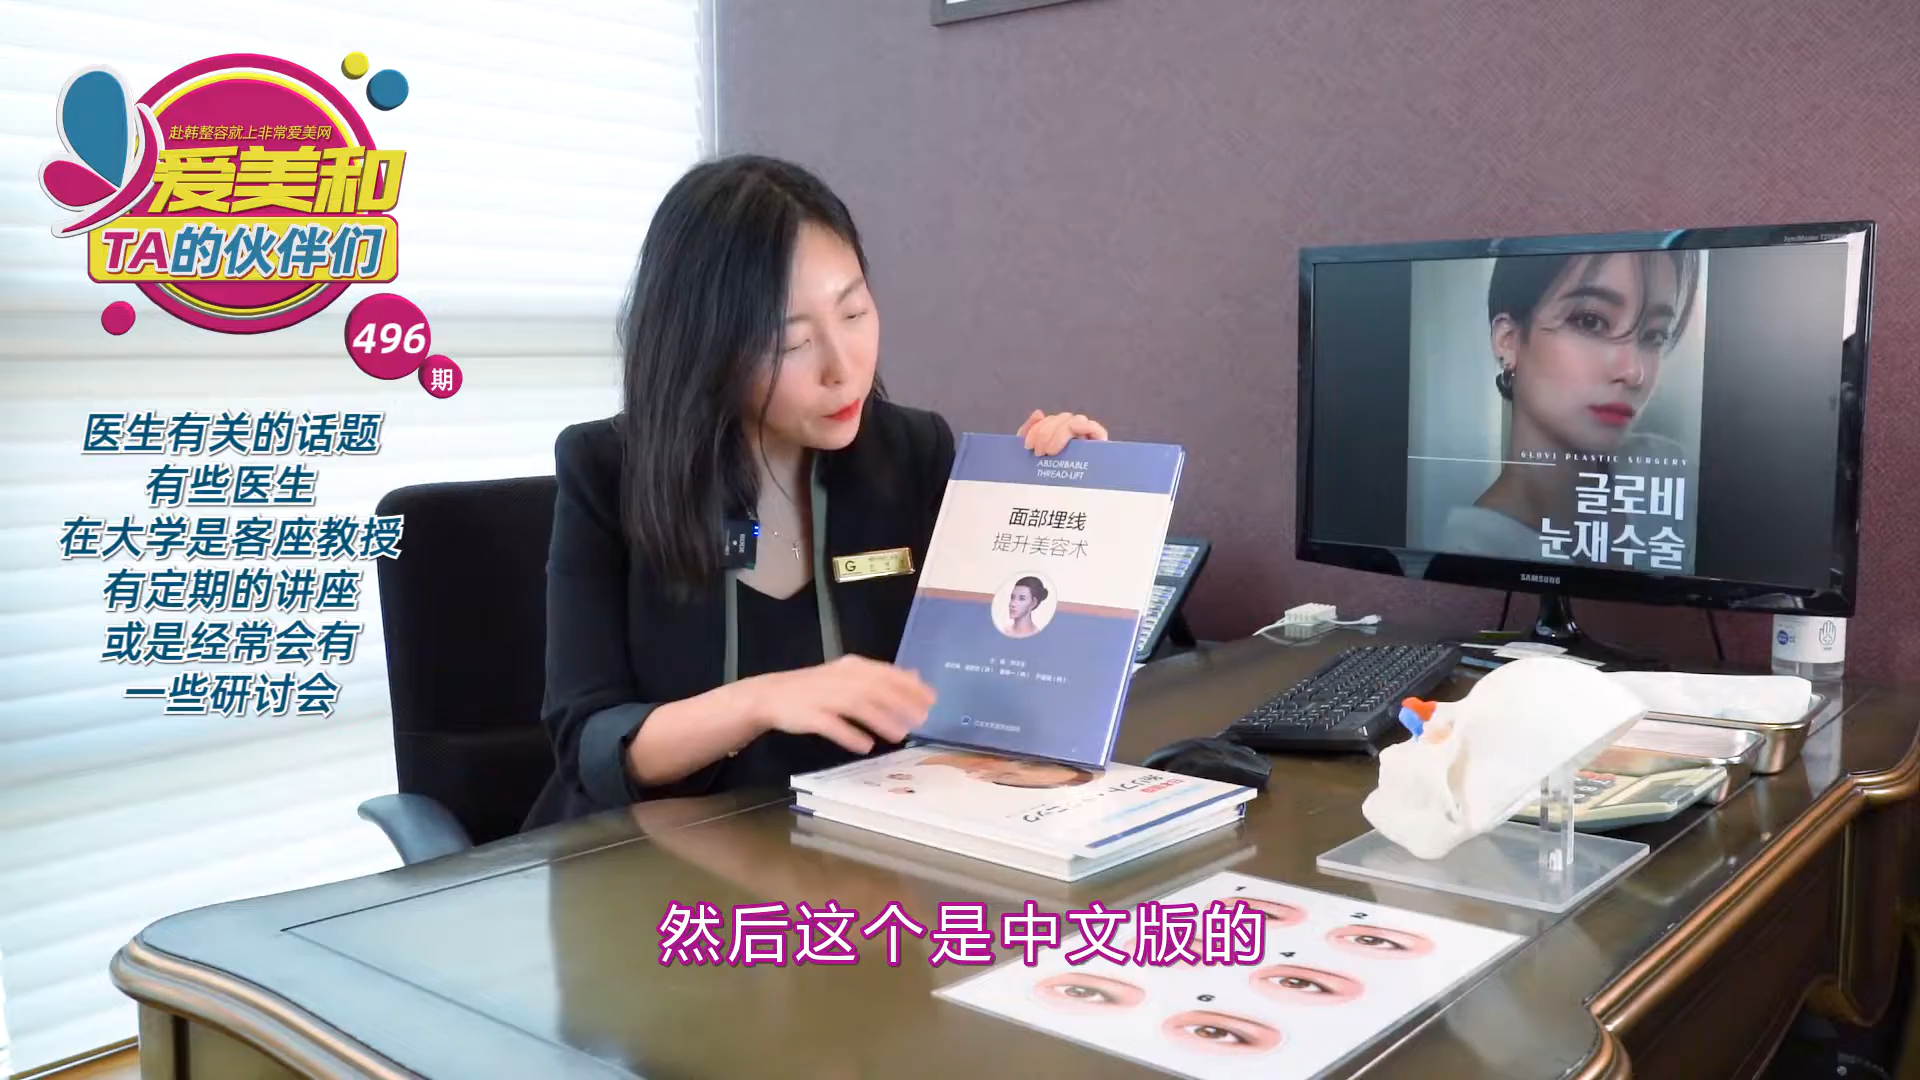 赴韩整容就上非常爱美网
爱美和
TA的伙伴们
496
期
医生有关的话题
有些医生
在大学是客座教授
有定期的讲座
或是经常会有
一些研讨会
ABSORBABLE
THREAD-LIFT
面部埋线
提升美容术
G
GLOVI PLASTIC SURGERY
글로비
눈재수술
SAMSUNG
1
2
4
6
然后这个是中文版的